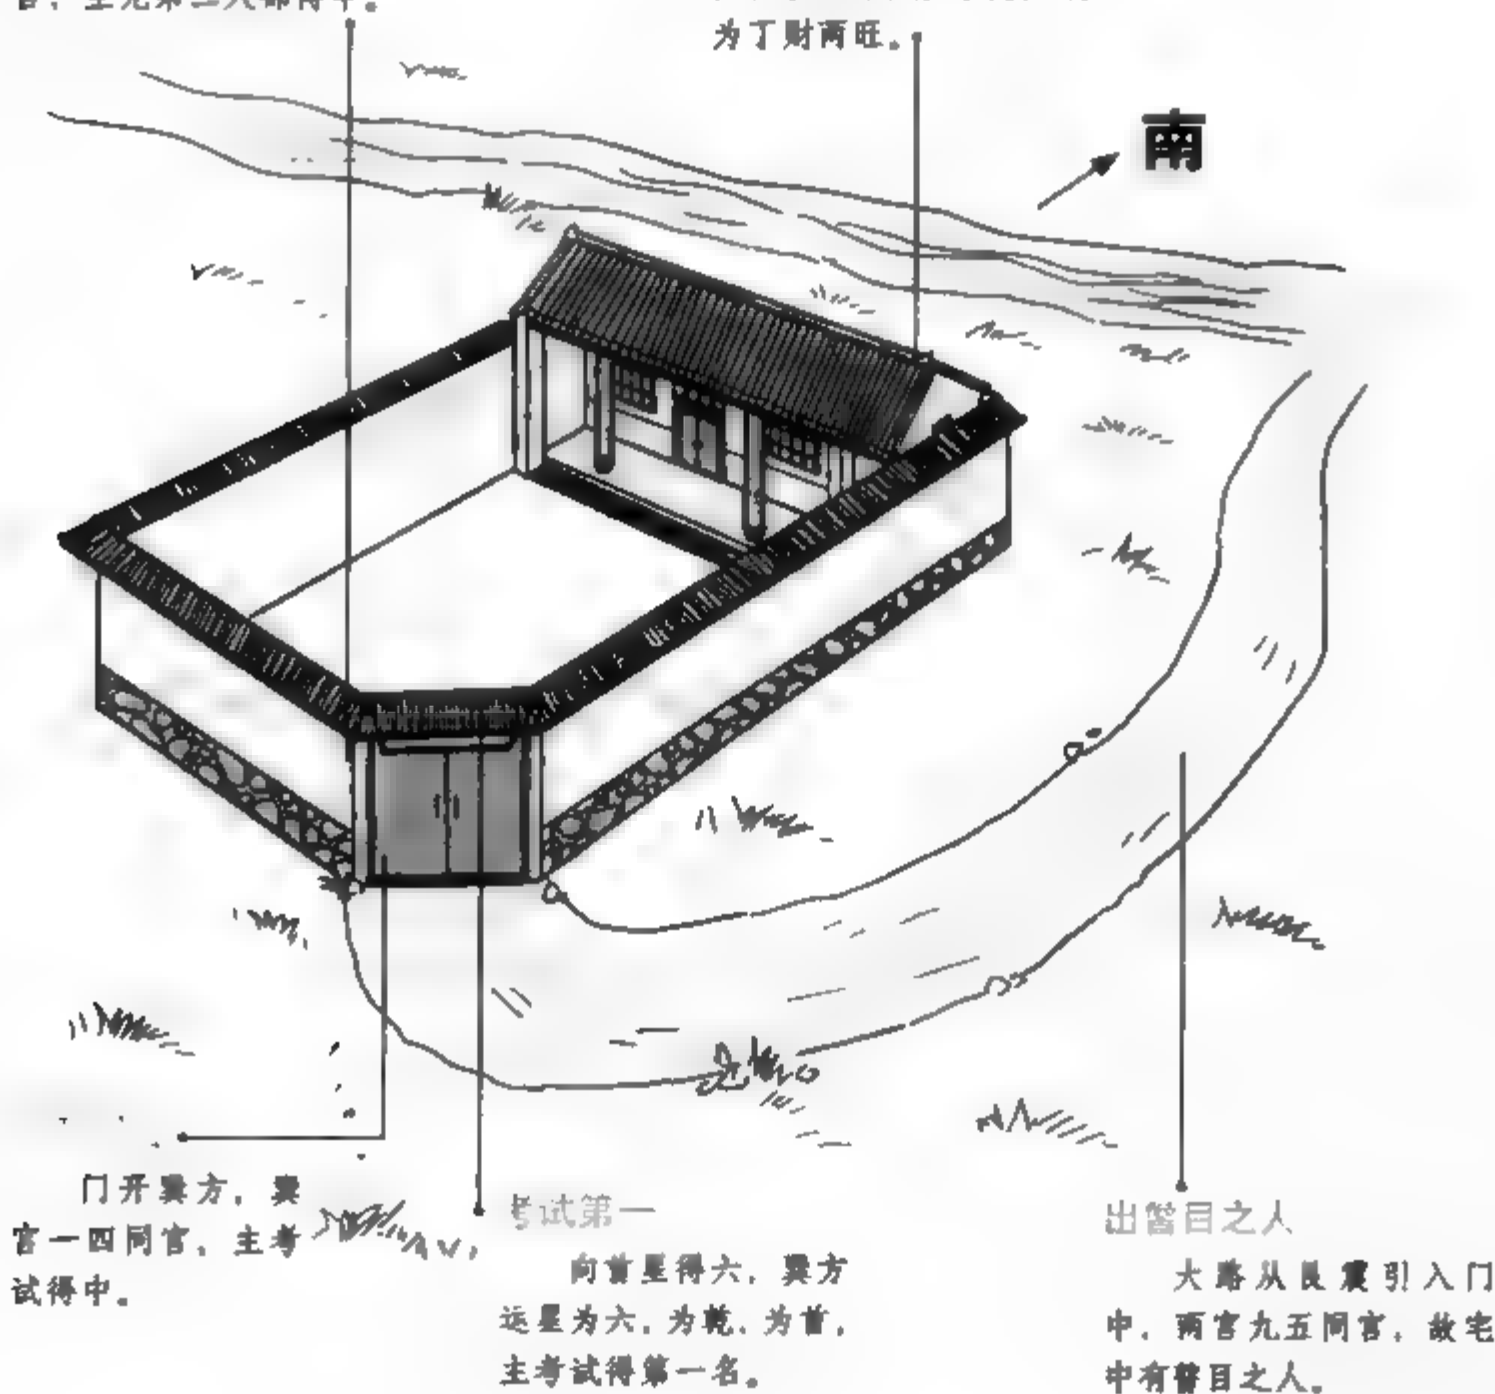 为丁财两旺。
南
门开巽方，巽
宫一四同宫，主考
试得中。
考试第一
向首星得六，巽方
运星为六，为乾、为首，
主考试得第一名。
出瞽目之人
大路从艮震引入门
中，两宫九五同宫，故宅
中有瞽目之人。